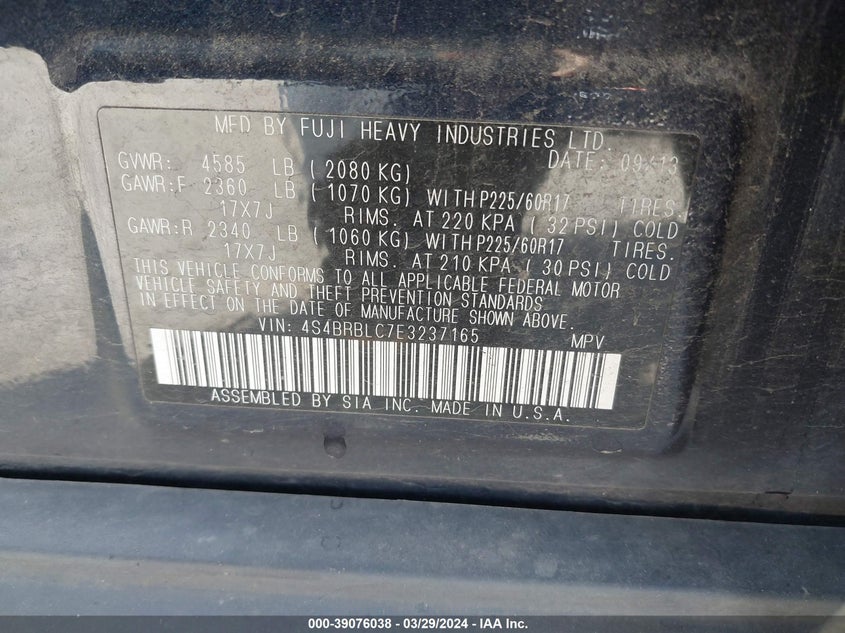 MFD BY FUJI HEAVY INDUSTRIES LTD.
DATE: 09/13
GVWR: 4585 LB ( 2080 KG)
GAWR:F 2360 LB ( 1070 KG) WITH P225/60R17 TIRES.
17X7J RIMS. AT 220 KPA ( 32 PSI) COLD
GAWR:R 2340 LB ( 1060 KG) WITH P225/60R17 TIRES.
17X7J RIMS. AT 210 KPA ( 30 PSI) COLD
THIS VEHICLE CONFORMS TO ALL APPLICABLE FEDERAL MOTOR
VEHICLE SAFETY AND THEFT PREVENTION STANDARDS
IN EFFECT ON THE DATE OF MANUFACTURE SHOWN ABOVE.
VIN: 4S4BRBLC7E3237165 MPV
ASSEMBLED BY SIA INC. MADE IN U.S.A.
000-39076038 - 03/29/2024 - IAA Inc.